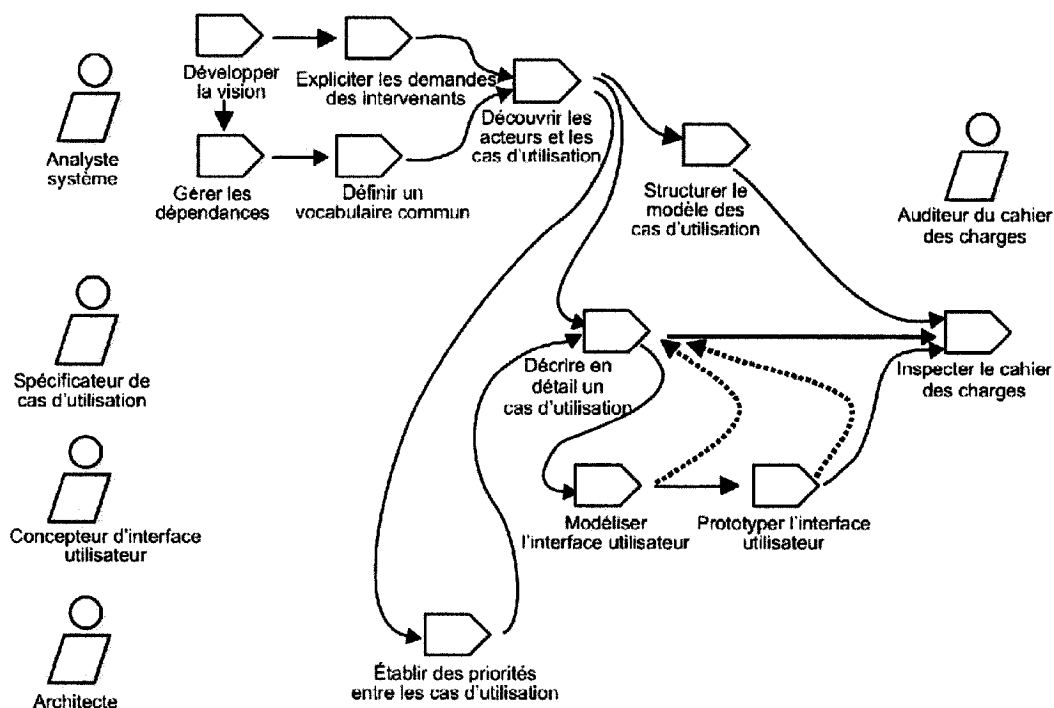 Développer
la vision
Expliciter les demandes
des intervenants
Découvrir les
acteurs et les
cas d'utilisation
Analyste
système
Gérer les
dépendances
Définir un
vocabulaire commun
Structurer le
modèle des
cas d'utilisation
Auditeur du cahier
des charges
Spécificateur de
cas d'utilisation
Décrire en
détail un
cas d'utilisation
Inspecter le cahier
des charges
Concepteur d'interface
utilisateur
Modéliser
l'interface utilisateur
Prototyper l'interface
utilisateur
Architecte
Établir des priorités
entre les cas d'utilisation